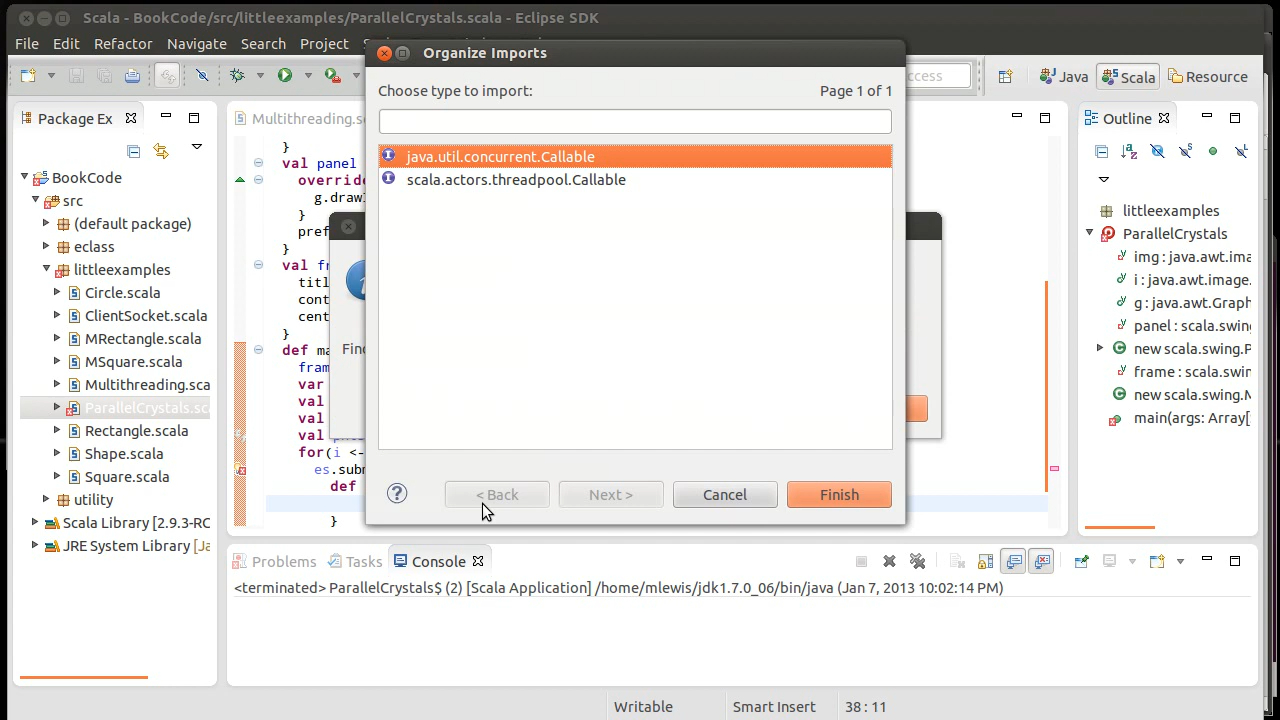 Scala - BookCode/src/littleexamples/ParallelCrystals.scala - Eclipse SDK
File Edit Refactor Navigate Search Project
Organize Imports
Choose type to import: Page 1 of 1
java.util.concurrent.Callable
scala.actors.threadpool.Callable
< Back Next > Cancel Finish
Java Scala Resource
Package Ex
BookCode
src
(default package)
eclass
littleexamples
Circle.scala
ClientSocket.scala
MRectangle.scala
MSquare.scala
Multithreading.sca
ParallelCrystals.sc
Rectangle.scala
Shape.scala
Square.scala
utility
Scala Library [2.9.3-RC
JRE System Library [Ja
Multithreading.s
}
val panel
override
g.draw
}
pref
}
val fr
titl
cont
cent
}
def ma
fram
var
val
val
val
for(i <-
es.subm
def
}
Outline
littleexamples
ParallelCrystals
img : java.awt.ima
i : java.awt.image.
g : java.awt.Graph
panel : scala.swing
new scala.swing.P
frame : scala.swin
new scala.swing.M
main(args: Array[
Problems Tasks Console
<terminated> ParallelCrystals$ (2) [Scala Application] /home/mlewis/jdk1.7.0_06/bin/java (Jan 7, 2013 10:02:14 PM)
Writable Smart Insert 38 : 11